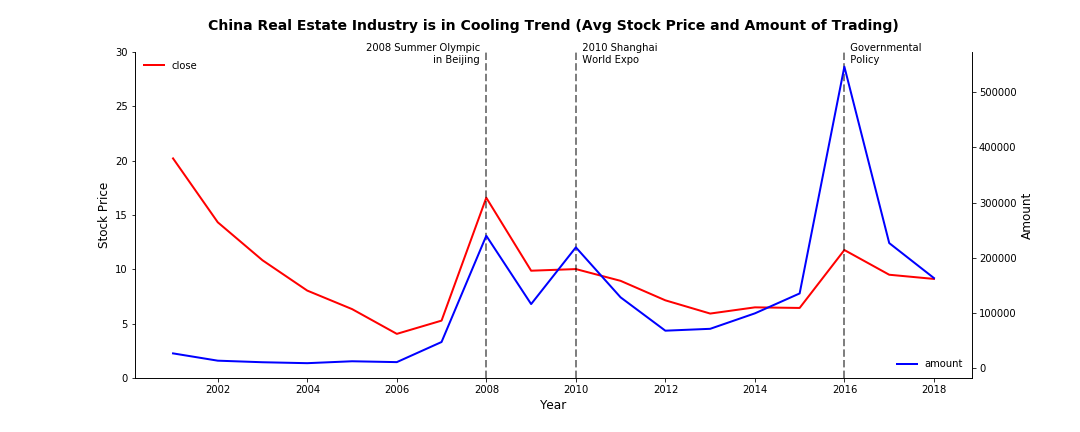 China Real Estate Industry is in Cooling Trend (Avg Stock Price and Amount of Trading)
2008 Summer Olympic
in Beijing
2010 Shanghai
World Expo
Governmental
Policy
close
amount
Stock Price
30
25
20
15
10
5
0
Amount
500000
400000
300000
200000
100000
0
2002 2004 2006 2008 2010 2012 2014 2016 2018
Year